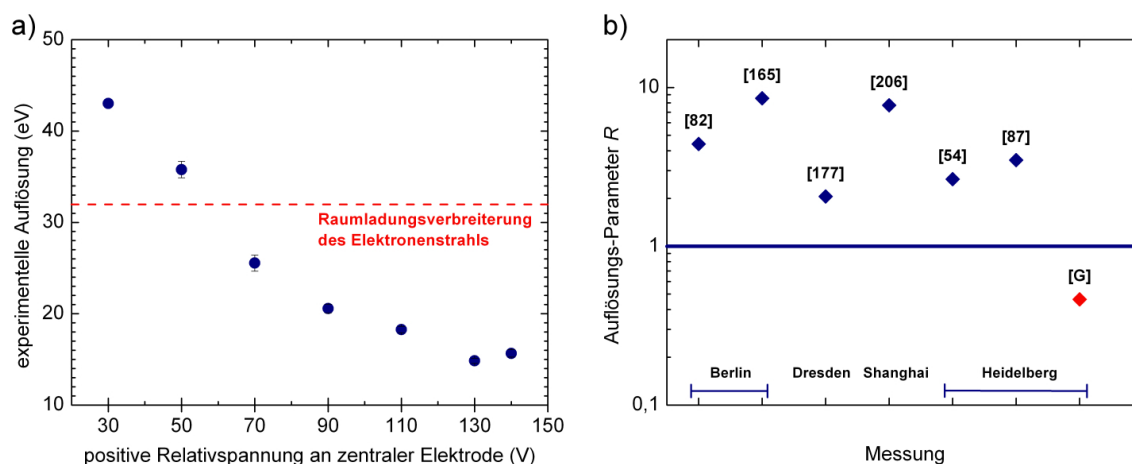 a)
50
40
30
20
10
experimentelle Auflösung (eV)
Raumladungsverbreiterung
des Elektronenstrahls
30 50 70 90 110 130 150
positive Relativspannung an zentraler Elektrode (V)
b)
10
1
0,1
Auflösungs-Parameter R
[82]
[165]
[177]
[206]
[54]
[87]
[G]
Berlin Dresden Shanghai Heidelberg
Messung